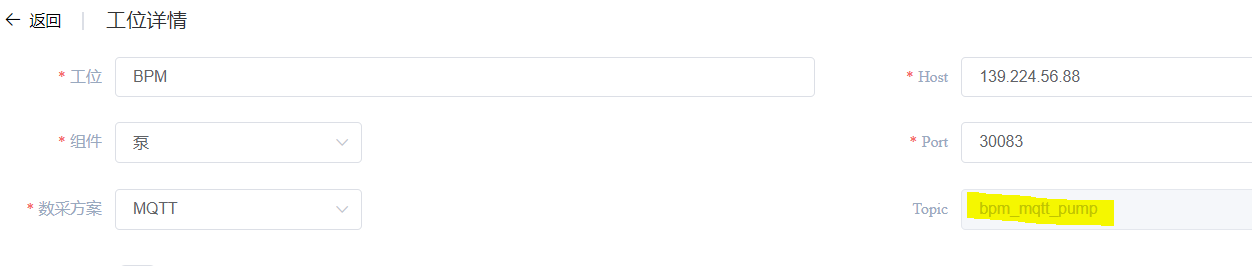 返回 | 工位详情
* 工位 BPM * Host 139.224.56.88
* 组件 泵 * Port 30083
* 数采方案 MQTT Topic bpm_mqtt_pump